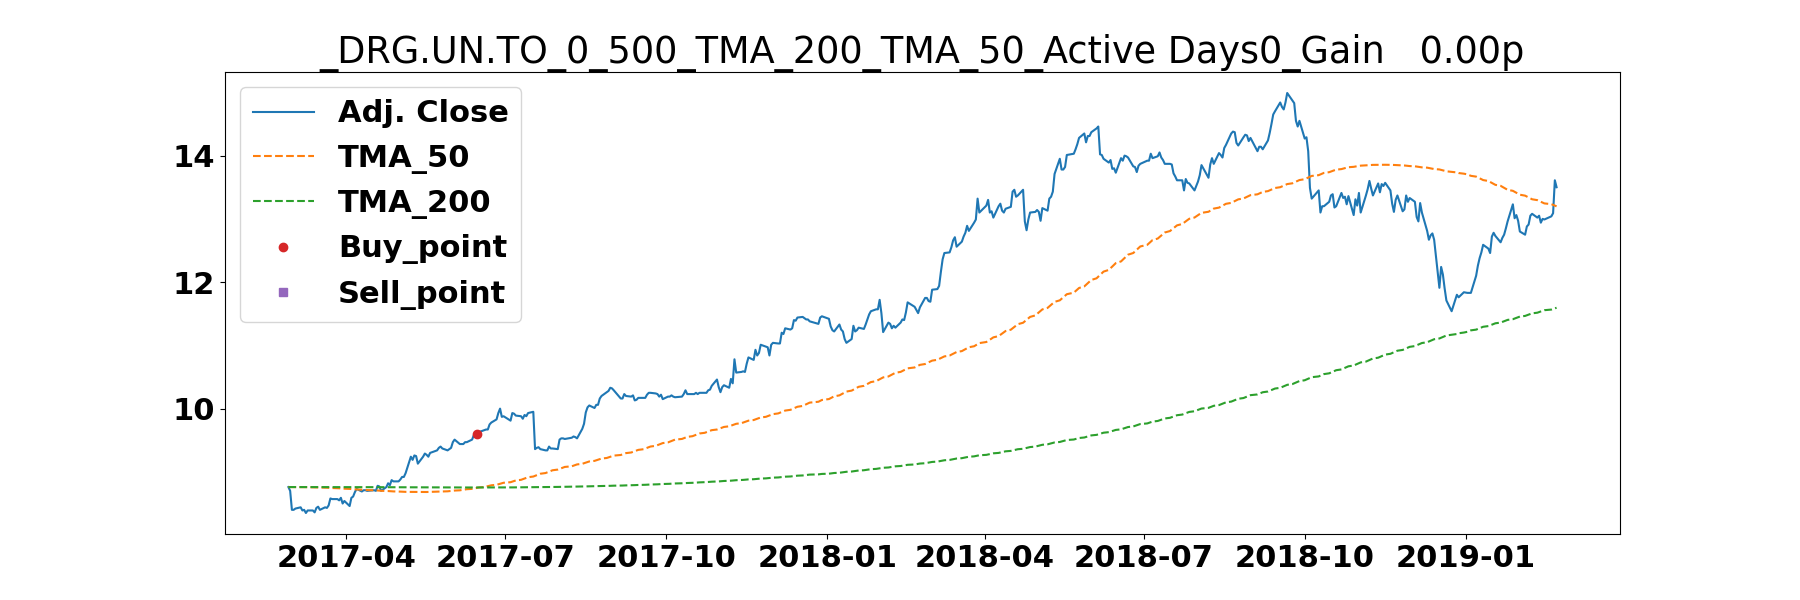 _DRG.UN.TO_0_500_TMA_200_TMA_50_Active Days0_Gain   0.00p
Adj. Close
TMA_50
TMA_200
Buy_point
Sell_point
14
12
10
2017-04 2017-07 2017-10 2018-01 2018-04 2018-07 2018-10 2019-01